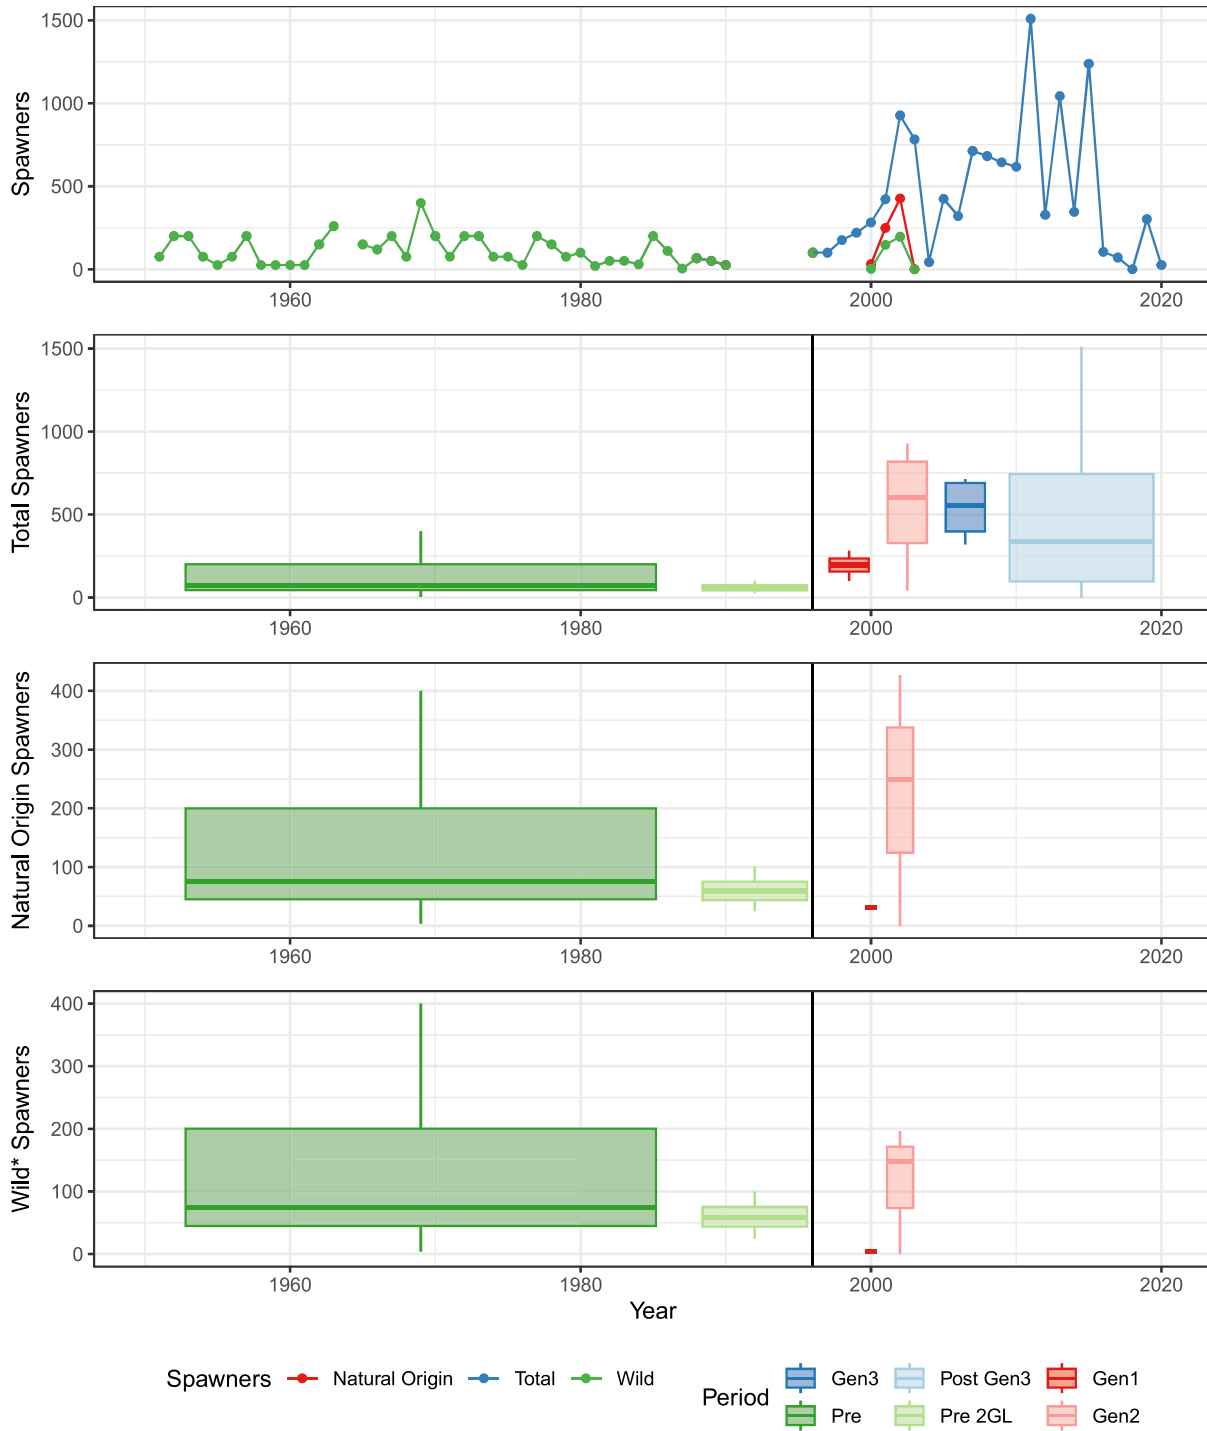 Spawners
1500
1000
500
0
1960
1980
2000
2020
Total Spawners
1500
1000
500
0
1960
1980
2000
2020
Natural Origin Spawners
400
300
200
100
0
1960
1980
2000
2020
Wild* Spawners
400
300
200
100
0
1960
1980
2000
2020
Year
Spawners
Natural Origin
Total
Wild
Period
Gen3
Post Gen3
Gen1
Pre
Pre 2GL
Gen2